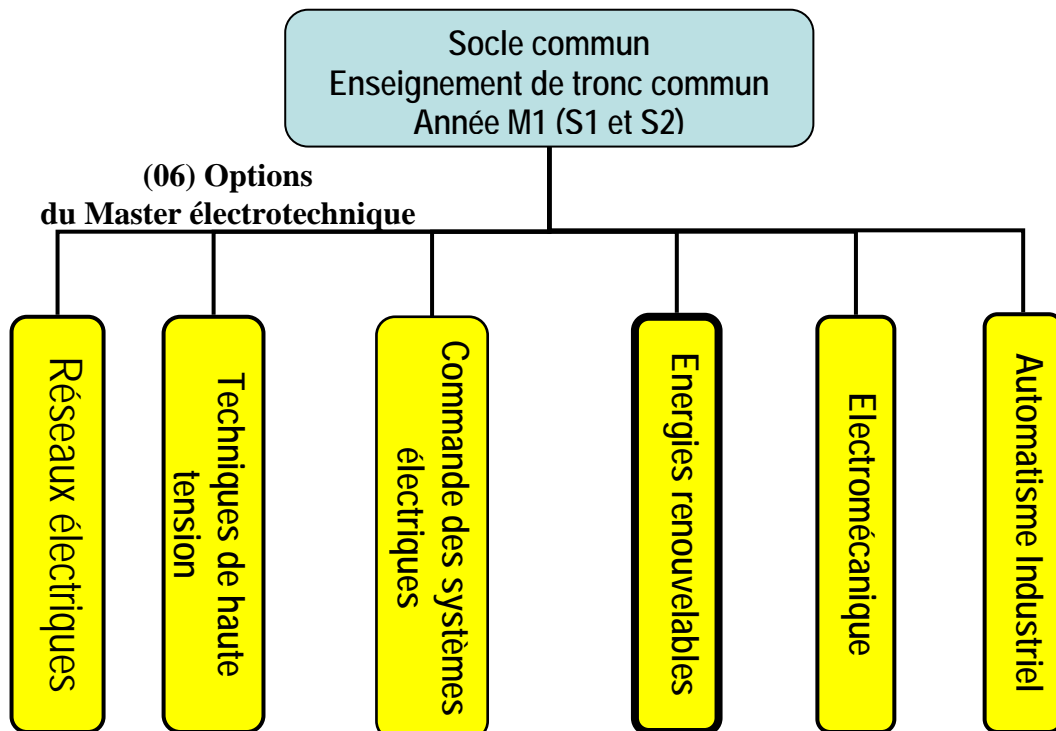 Socle commun
Enseignement de tronc commun
Année M1 (S1 et S2)
(06) Options
du Master électrotechnique
Réseaux électriques
Techniques de haute
tension
Commande des systèmes
électriques
Energies renouvelables
Electromécanique
Automatisme Industriel